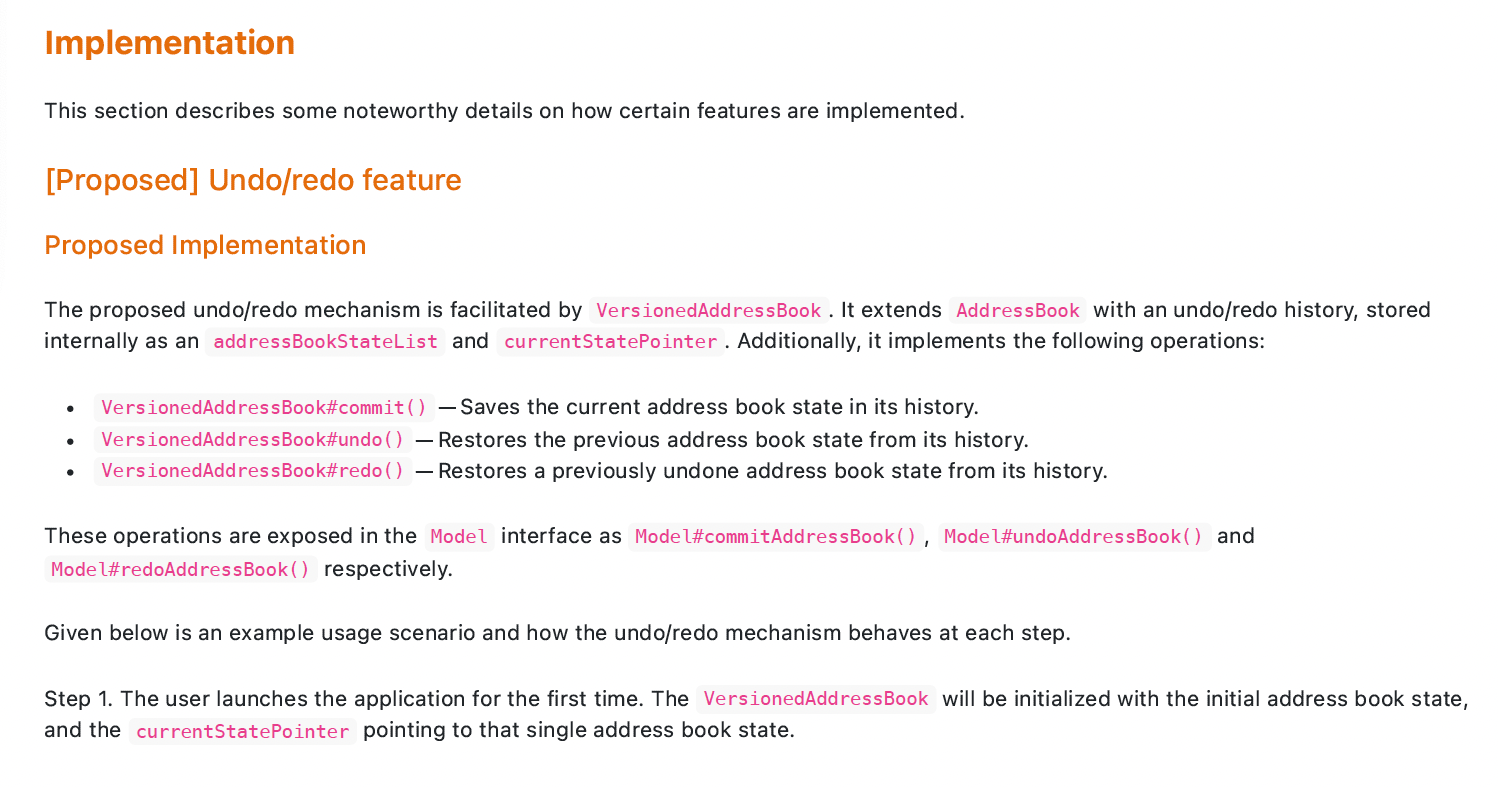 Implementation
This section describes some noteworthy details on how certain features are implemented.
[Proposed] Undo/redo feature
Proposed Implementation
The proposed undo/redo mechanism is facilitated by VersionedAddressBook. It extends AddressBook with an undo/redo history, stored
internally as an addressBookStateList and currentStatePointer. Additionally, it implements the following operations:
• VersionedAddressBook#commit() — Saves the current address book state in its history.
• VersionedAddressBook#undo() — Restores the previous address book state from its history.
• VersionedAddressBook#redo() — Restores a previously undone address book state from its history.
These operations are exposed in the Model interface as Model#commitAddressBook(), Model#undoAddressBook() and
Model#redoAddressBook() respectively.
Given below is an example usage scenario and how the undo/redo mechanism behaves at each step.
Step 1. The user launches the application for the first time. The VersionedAddressBook will be initialized with the initial address book state,
and the currentStatePointer pointing to that single address book state.